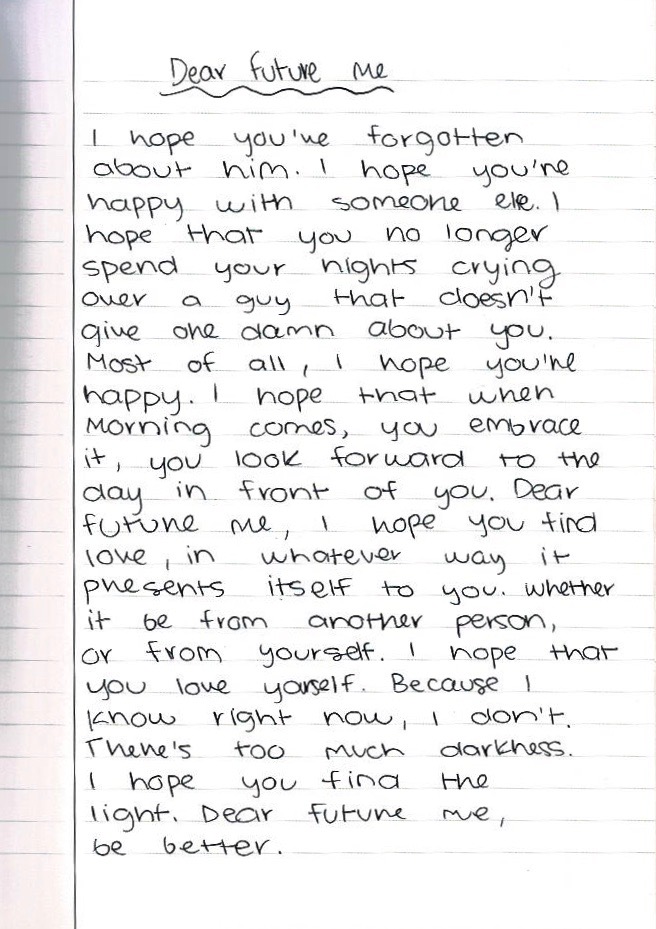 Dear future me
I hope you've forgotten
about him. I hope you're
happy with someone else. I
hope that you no longer
spend your nights crying
over a guy that doesn't
give one damn about you.
Most of all, I hope you're
happy. I hope that when
morning comes, you embrace
it, you look forward to the
day in front of you. Dear
future me, I hope you find
love, in whatever way it
presents itself to you. Whether
it be from another person,
or from yourself. I hope that
you love yourself. Because I
know right now, I don't.
There's too much darkness.
I hope you find the
light. Dear future me,
be better.